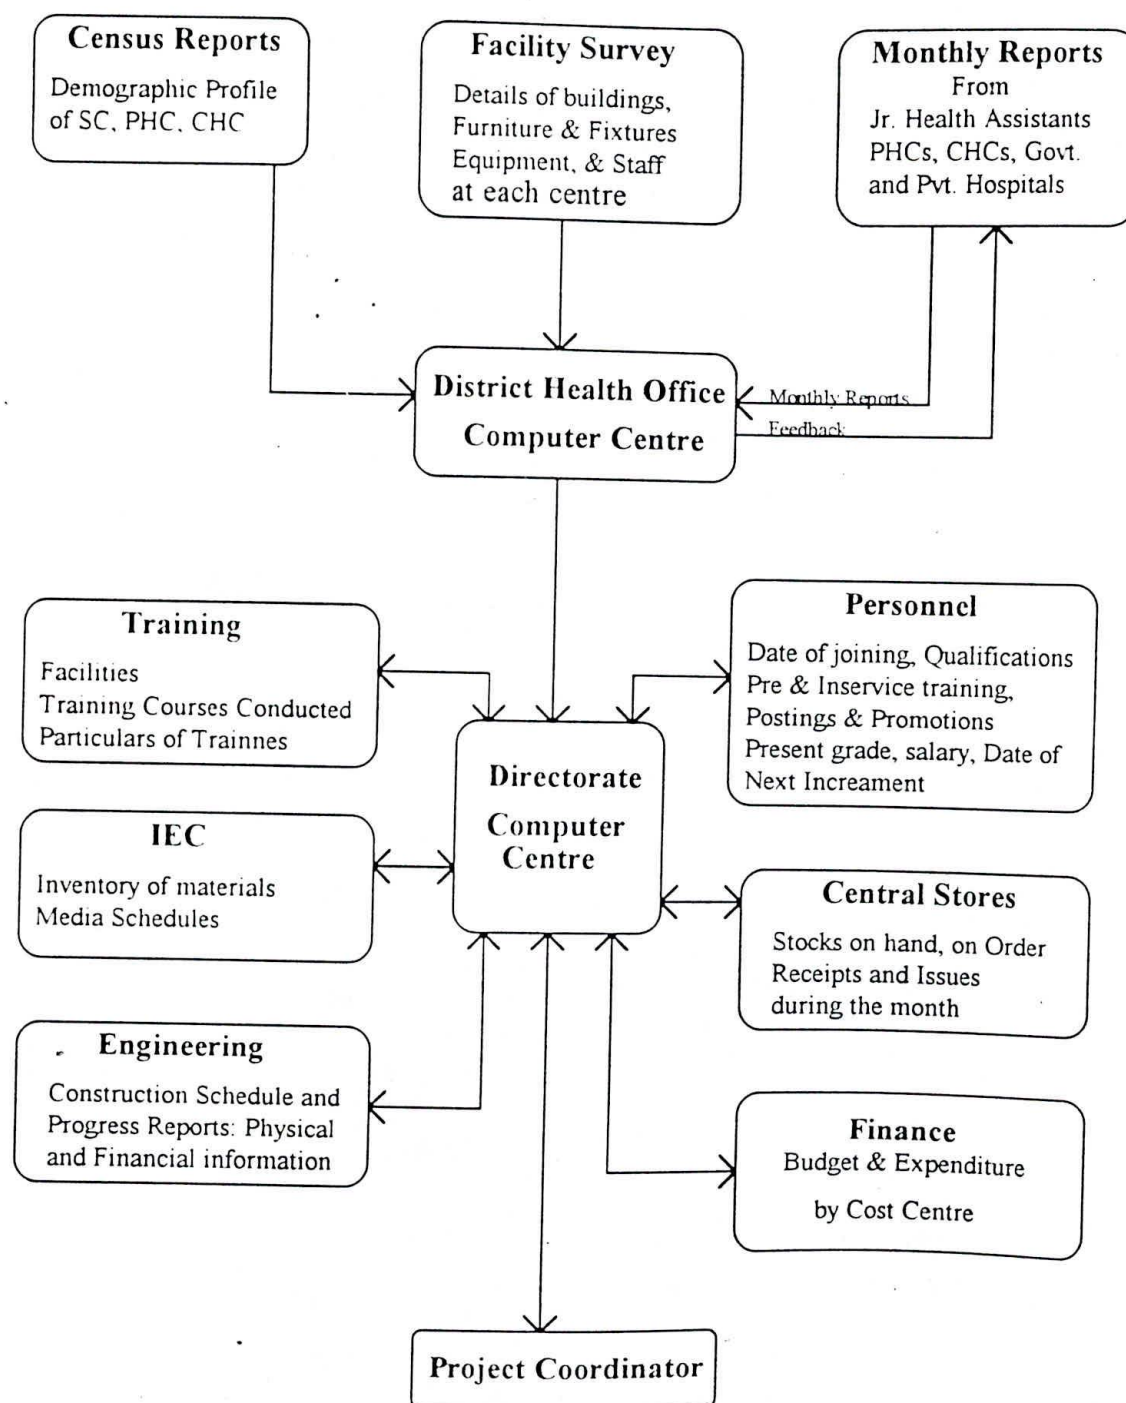 Census Reports
Demographic Profile
of SC, PHC, CHC
Facility Survey
Details of buildings,
Furniture & Fixtures
Equipment, & Staff
at each centre
Monthly Reports
From
Jr. Health Assistants
PHCs, CHCs, Govt.
and Pvt. Hospitals
District Health Office
Computer Centre
Monthly Reports
Feedback
Training
Facilities
Training Courses Conducted
Particulars of Trainnes
Personnel
Date of joining, Qualifications
Pre & Inservice training,
Postings & Promotions
Present grade, salary, Date of
Next Increament
Directorate
Computer
Centre
IEC
Inventory of materials
Media Schedules
Central Stores
Stocks on hand, on Order
Receipts and Issues
during the month
Engineering
Construction Schedule and
Progress Reports: Physical
and Financial information
Finance
Budget & Expenditure
by Cost Centre
Project Coordinator